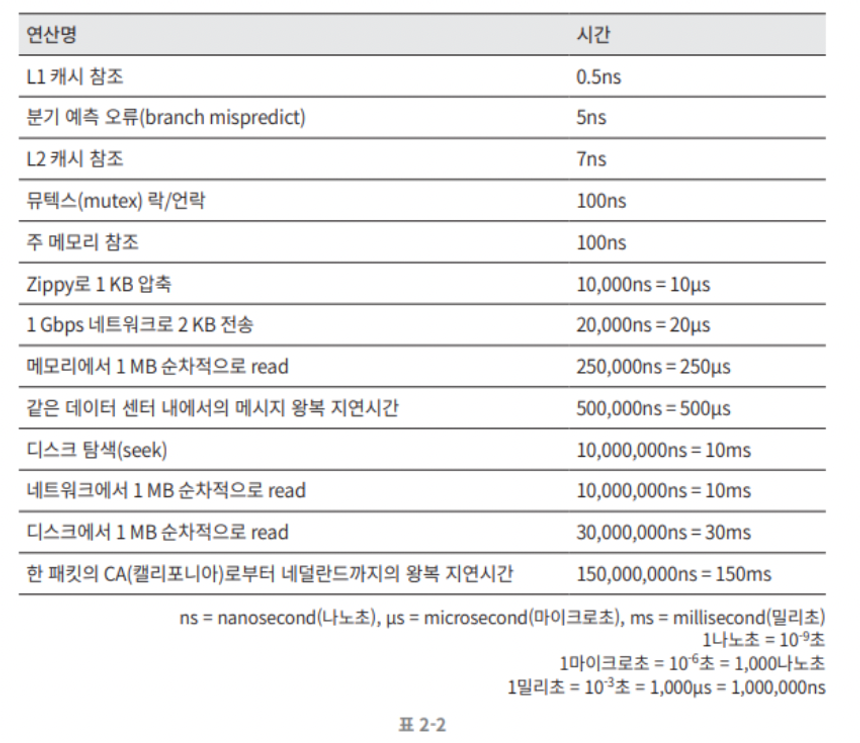 연산명 시간
L1 캐시 참조 0.5ns
분기 예측 오류(branch mispredict) 5ns
L2 캐시 참조 7ns
뮤텍스(mutex) 락/언락 100ns
주 메모리 참조 100ns
Zippy로 1 KB 압축 10,000ns = 10µs
1 Gbps 네트워크로 2 KB 전송 20,000ns = 20µs
메모리에서 1 MB 순차적으로 read 250,000ns = 250µs
같은 데이터 센터 내에서의 메시지 왕복 지연시간 500,000ns = 500µs
디스크 탐색(seek) 10,000,000ns = 10ms
네트워크에서 1 MB 순차적으로 read 10,000,000ns = 10ms
디스크에서 1 MB 순차적으로 read 30,000,000ns = 30ms
한 패킷의 CA(캘리포니아)로부터 네덜란드까지의 왕복 지연시간 150,000,000ns = 150ms
ns = nanosecond(나노초), µs = microsecond(마이크로초), ms = millisecond(밀리초)
1나노초 = 10⁻⁹초
1마이크로초 = 10⁻⁶초 = 1,000나노초
1밀리초 = 10⁻³초 = 1,000µs = 1,000,000ns
표 2-2